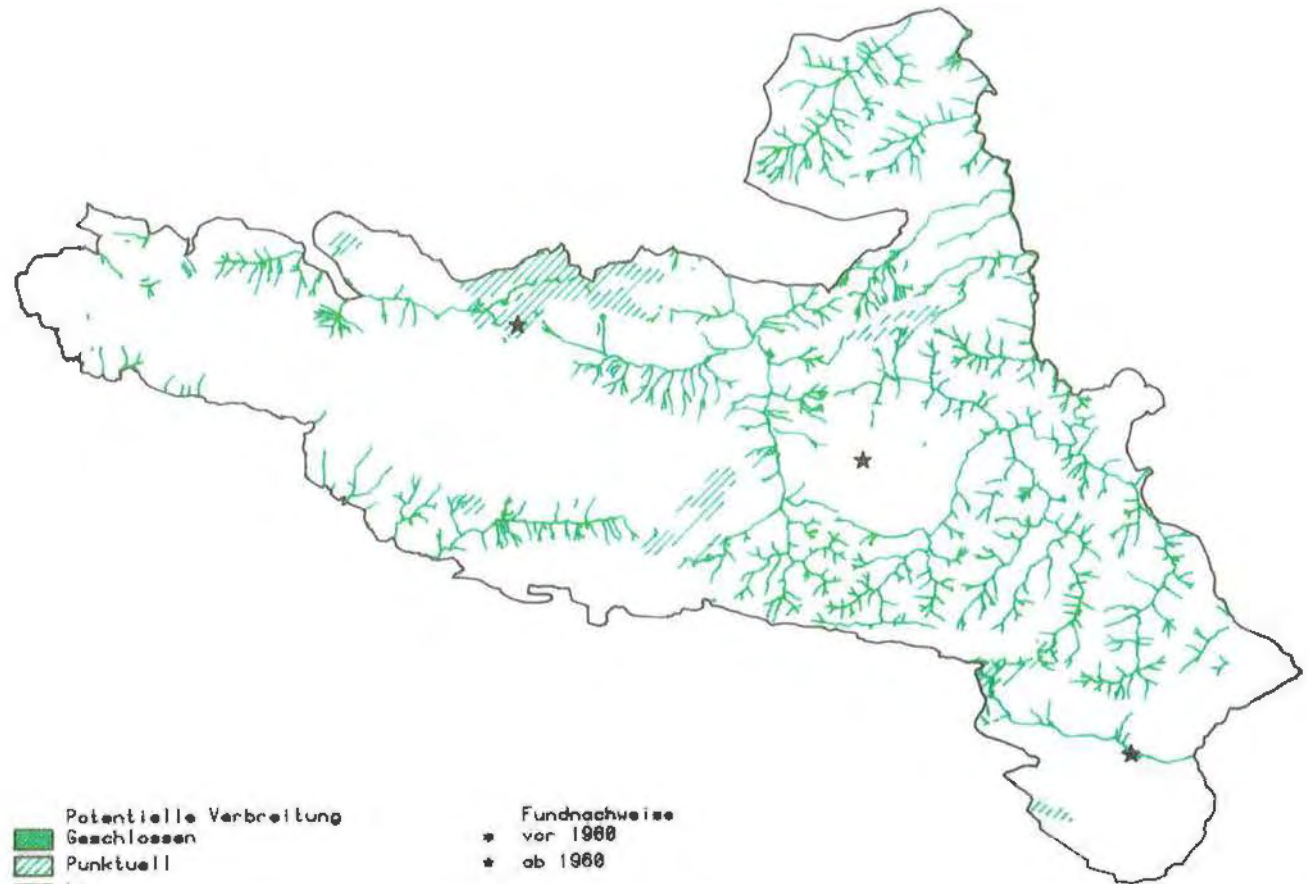 Potentielle Verbreitung
Geschlossen
Punktuell
Fundnachweise
vor 1960
ab 1960